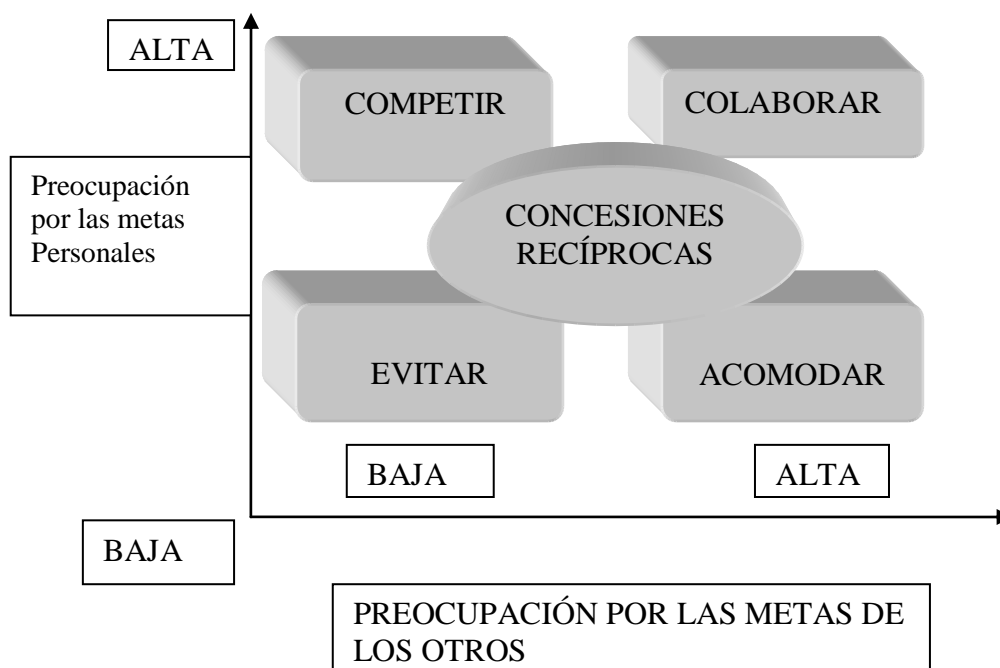 ALTA
COMPETIR
COLABORAR
Preocupación
por las metas
Personales
CONCESIONES
RECÍPROCAS
EVITAR
ACOMODAR
BAJA
ALTA
BAJA
PREOCUPACIÓN POR LAS METAS DE
LOS OTROS